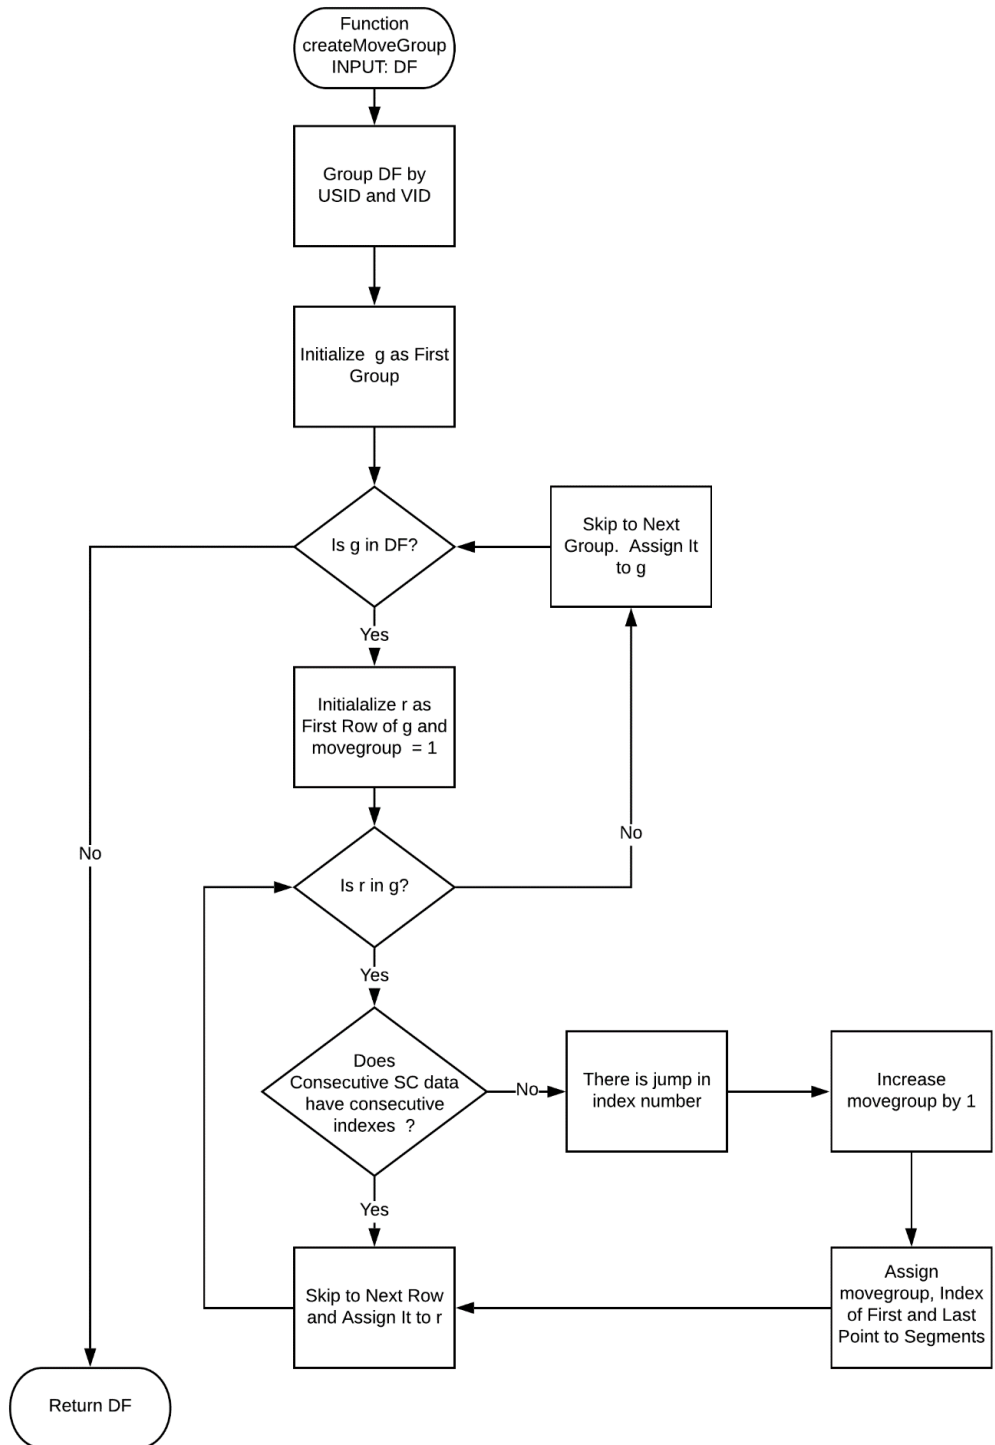 Function
createMoveGroup
INPUT: DF
Group DF by
USID and VID
Initialize g as First
Group
Is g in DF?
Skip to Next
Group. Assign It
to g
Yes
Initialalize r as
First Row of g and
movegroup = 1
No
No
Is r in g?
Yes
Does
Consecutive SC data
have consecutive
indexes ?
No
There is jump in
index number
Increase
movegroup by 1
Yes
Skip to Next Row
and Assign It to r
Assign
movegroup, Index
of First and Last
Point to Segments
Return DF